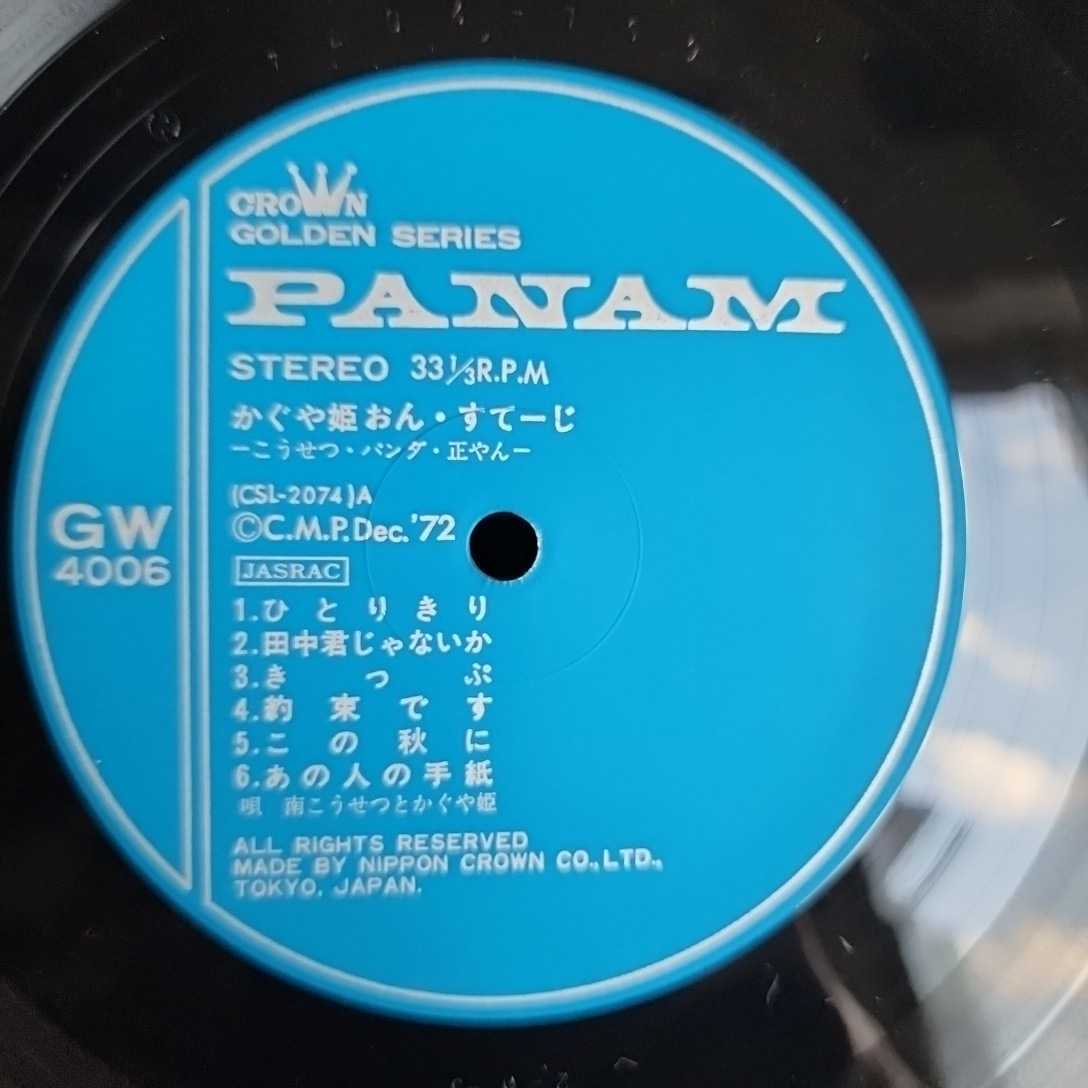 CROWN
GOLDEN SERIES
PANAM
STEREO 33 1/3 R.P.M
かぐや姫おん・すてーじ
ーこうせつ・パンダ・正やんー
(CSL-2074)A
©C.M.P.Dec.'72
JASRAC
GW
4006
1.ひとりきり
2.田中君じゃないか
3.きっぷ
4.約束です
5.この秋に
6.あの人の手紙
唄 南こうせつとかぐや姫
ALL RIGHTS RESERVED
MADE BY NIPPON CROWN CO.,LTD.,
TOKYO, JAPAN.